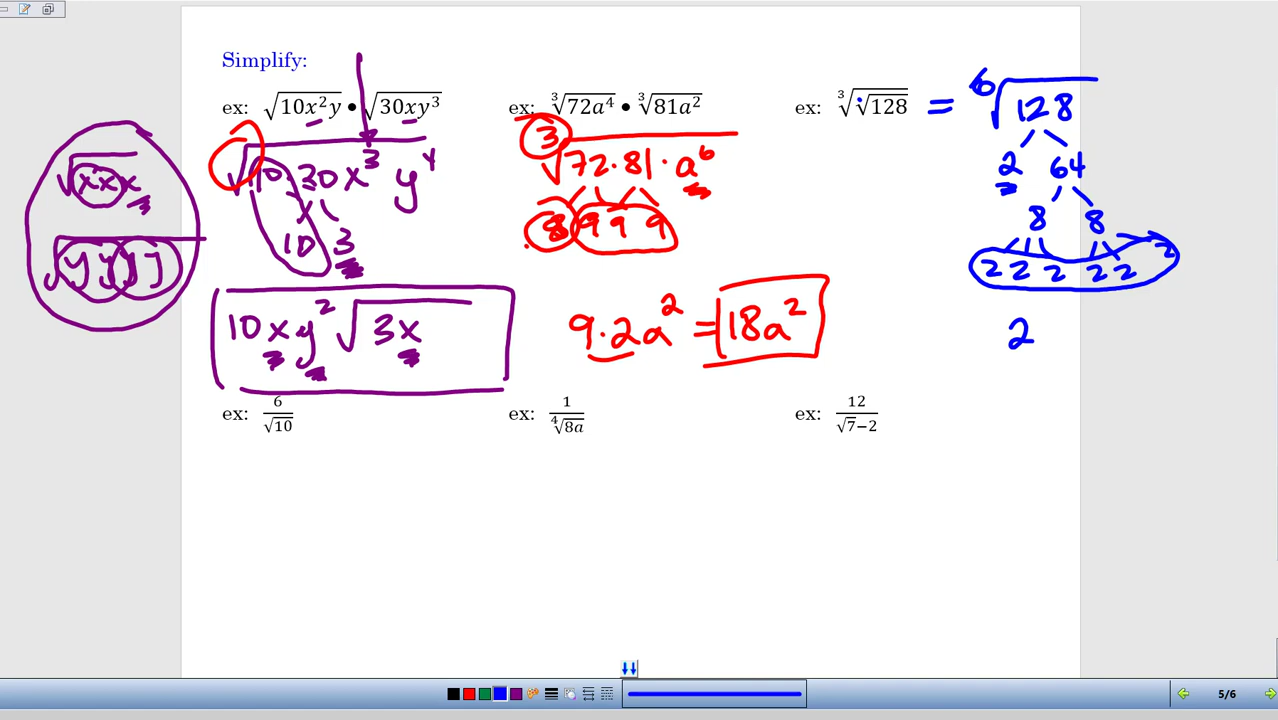 Simplify:
ex: √(10x²y) • √(30xy³)
ex: ∛(72a⁴) • ∛(81a²)
ex: ∛(√128) = ⁶√128
√(10·30x³y⁴)
10 3
√(xxx)
√(yyyy)
10xy²√(3x)
∛(72·81·a⁶)
8 9 9 9
9·2a² = 18a²
2 64
8 8
2 2 2 2 2 2
2
ex: 6/√10
ex: 1/∜(8a)
ex: 12/(√7−2)
5/6